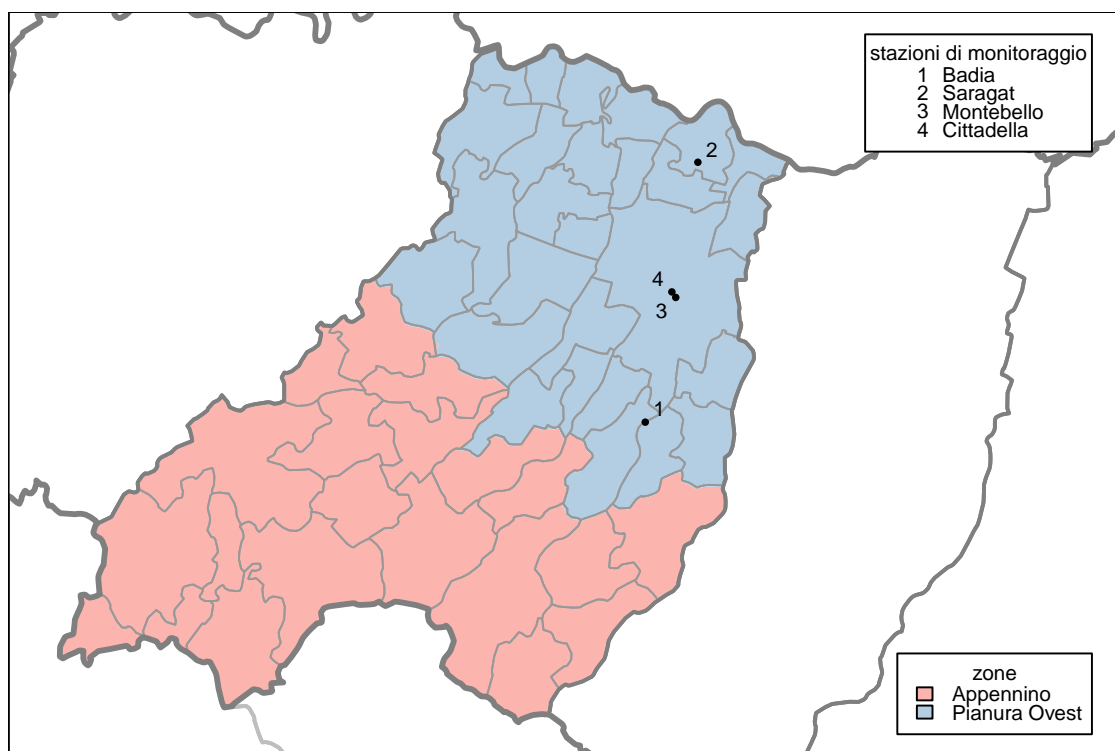 stazioni di monitoraggio
1 Badia
2 Saragat
3 Montebello
4 Cittadella
2
4
3
1
zone
Appennino
Pianura Ovest